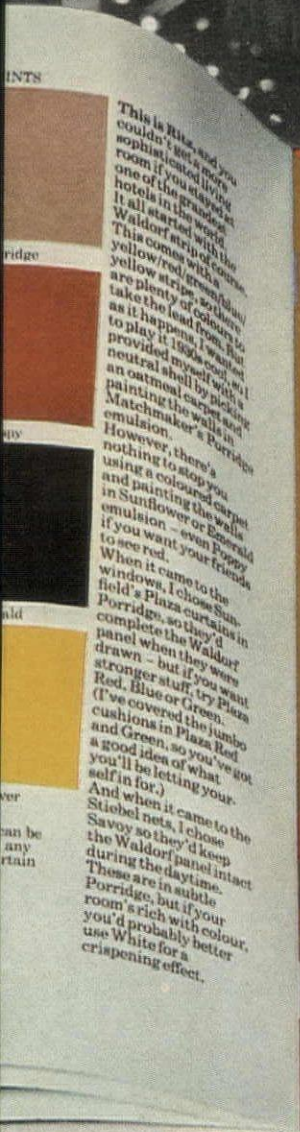 INTS
ridge
ppy
ald
wer
can be
any
rtain
This is Ritz, and you
couldn't get a more
sophisticated living
room if you stayed at
one of the grandest
hotels in the world.
It all started with the
Waldorf strip of course.
This comes with a
yellow/red/green/blue/
yellow stripe, so there
are plenty of colours to
take the lead from. But
as it happens, I wanted
to play it 1930s-cool, so I
provided myself with a
neutral shell by picking
an oatmeal carpet and
painting the walls in
Matchmaker's Porridge
emulsion.
However, there's
nothing to stop you
using a coloured carpet
and painting the walls
in Sunflower or Emerald
emulsion – even Poppy
if you want your friends
to see red.
When it came to the
windows, I chose Sun-
field's Plaza curtains in
Porridge, so they'd
complete the Waldorf
panel when they were
drawn – but if you want
stronger stuff, try Plaza
Red, Blue or Green.
(I've covered the jumbo
cushions in Plaza Red
and Green, so you've got
a good idea of what
you'll be letting your-
self in for.)
And when it came to the
Stiebel nets, I chose
Savoy so they'd keep
the Waldorf panel intact
during the daytime.
These are in subtle
Porridge, but if your
room's rich with colour,
you'd probably better
use White for a
crispening effect.